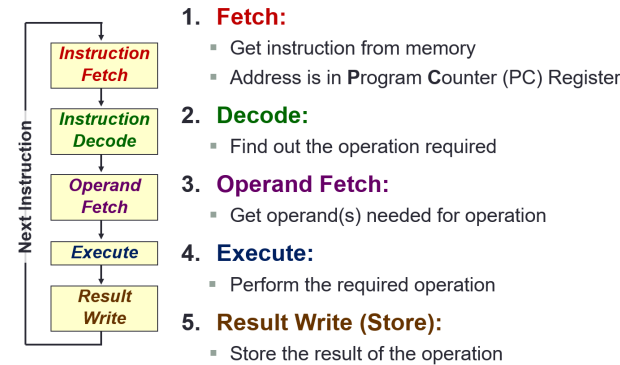 Next Instruction
Instruction
Fetch
Instruction
Decode
Operand
Fetch
Execute
Result
Write
1. Fetch:
▪ Get instruction from memory
▪ Address is in Program Counter (PC) Register
2. Decode:
▪ Find out the operation required
3. Operand Fetch:
▪ Get operand(s) needed for operation
4. Execute:
▪ Perform the required operation
5. Result Write (Store):
▪ Store the result of the operation